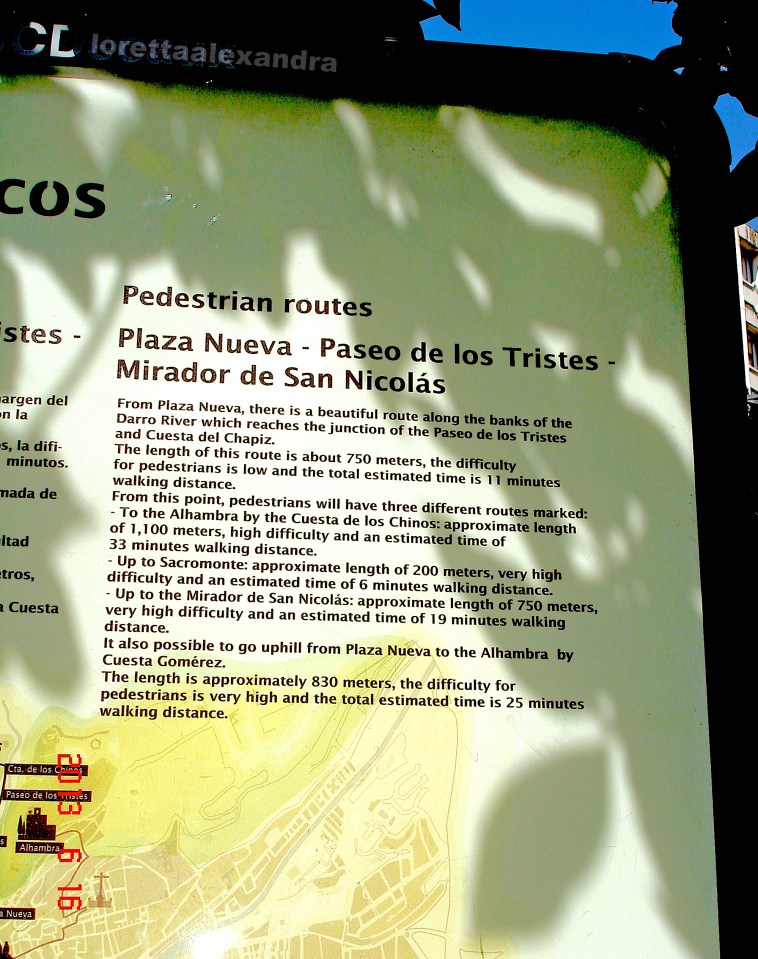 CD
lorettaalexandra
cos
istes -
argen del
on la
s, la difi-
minutos.
mada de
ltad
tros,
a Cuesta
Pedestrian routes
Plaza Nueva - Paseo de los Tristes -
Mirador de San Nicolás
From Plaza Nueva, there is a beautiful route along the banks of the
Darro River which reaches the junction of the Paseo de los Tristes
and Cuesta del Chapiz.
The length of this route is about 750 meters, the difficulty
for pedestrians is low and the total estimated time is 11 minutes
walking distance.
From this point, pedestrians will have three different routes marked:
- To the Alhambra by the Cuesta de los Chinos: approximate length
of 1,100 meters, high difficulty and an estimated time of
33 minutes walking distance.
- Up to Sacromonte: approximate length of 200 meters, very high
difficulty and an estimated time of 6 minutes walking distance.
- Up to the Mirador de San Nicolás: approximate length of 750 meters,
very high difficulty and an estimated time of 19 minutes walking
distance.
It also possible to go uphill from Plaza Nueva to the Alhambra by
Cuesta Gomérez.
The length is approximately 830 meters, the difficulty for
pedestrians is very high and the total estimated time is 25 minutes
walking distance.
Cta. de los Chinos
Paseo de los Tristes
Alhambra
a Nueva
2013 6 16